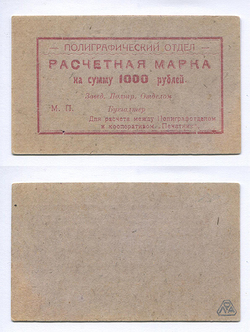 ПОЛИГРАФИЧЕСКИЙ ОТДЕЛ
РАСЧЕТНАЯ МАРКА
на сумму 1000 рублей
Завед. Полигр. Отделом
М. П. Бухгалтер
Для расчета между Полиграфотделом
и кооперативом „Печатник"